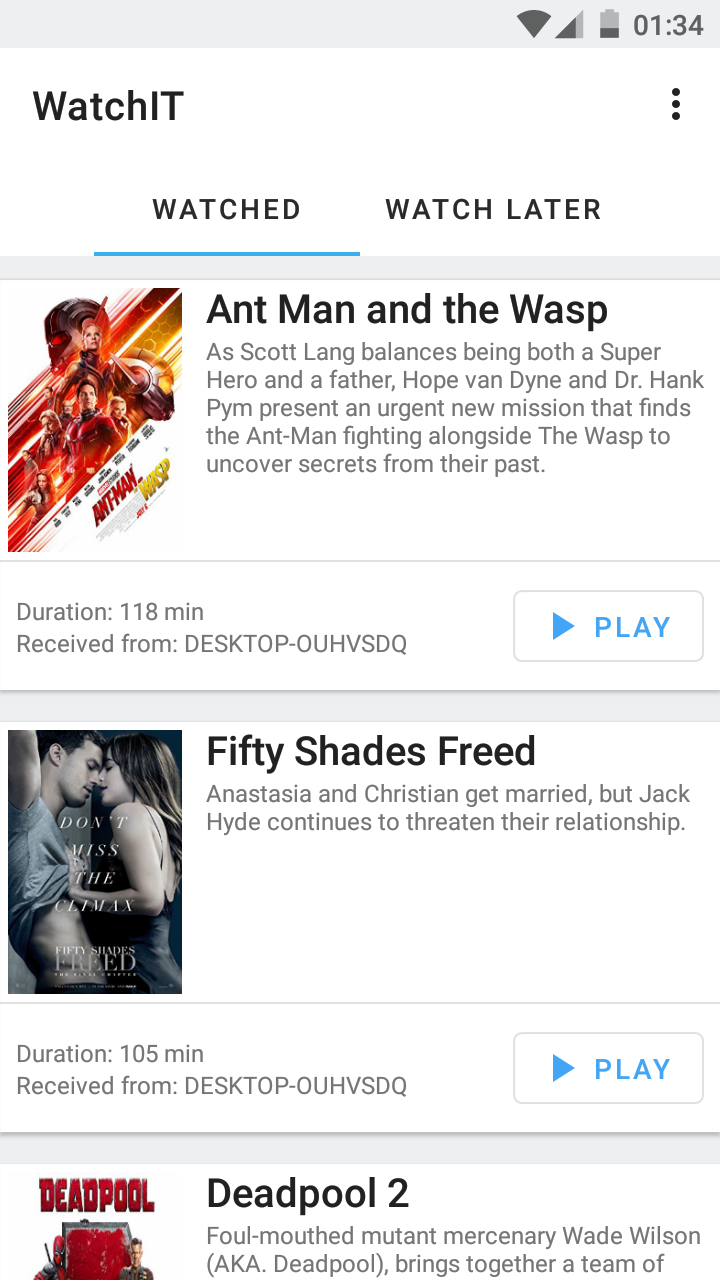 01:34
WatchIT
WATCHED
WATCH LATER
Ant Man and the Wasp
As Scott Lang balances being both a Super
Hero and a father, Hope van Dyne and Dr. Hank
Pym present an urgent new mission that finds
the Ant-Man fighting alongside The Wasp to
uncover secrets from their past.
ANT-MAN
WASP
Duration: 118 min
Received from: DESKTOP-OUHVSDQ
PLAY
Fifty Shades Freed
Anastasia and Christian get married, but Jack
Hyde continues to threaten their relationship.
DON'T
MISS
THE
CLIMAX
FIFTY SHADES
FREED
THE FINAL CHAPTER
Duration: 105 min
Received from: DESKTOP-OUHVSDQ
PLAY
DEADPOOL
Deadpool 2
Foul-mouthed mutant mercenary Wade Wilson
(AKA. Deadpool), brings together a team of